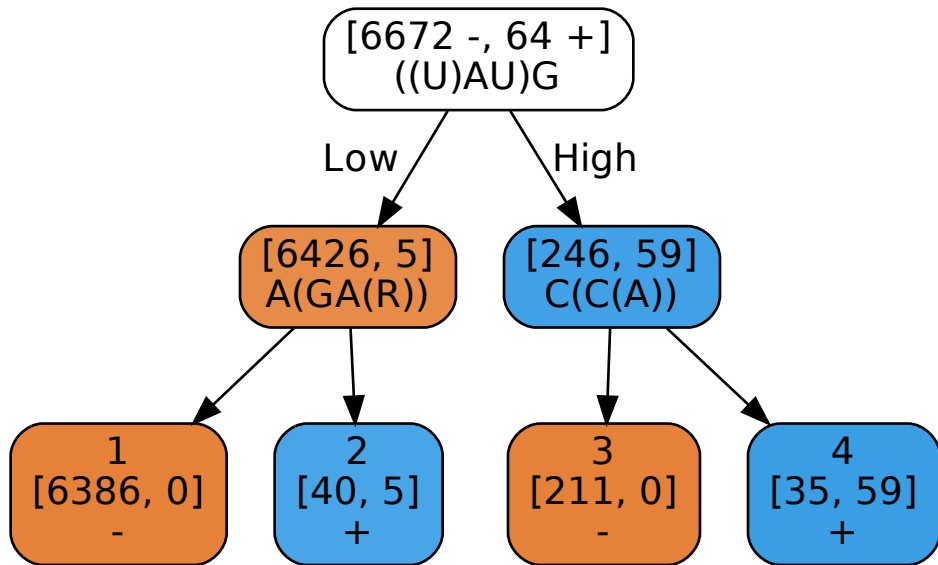 [6672 -, 64 +]
((U)AU)G
Low
High
[6426, 5]
A(GA(R))
[246, 59]
C(C(A))
1
[6386, 0]
-
2
[40, 5]
+
3
[211, 0]
-
4
[35, 59]
+